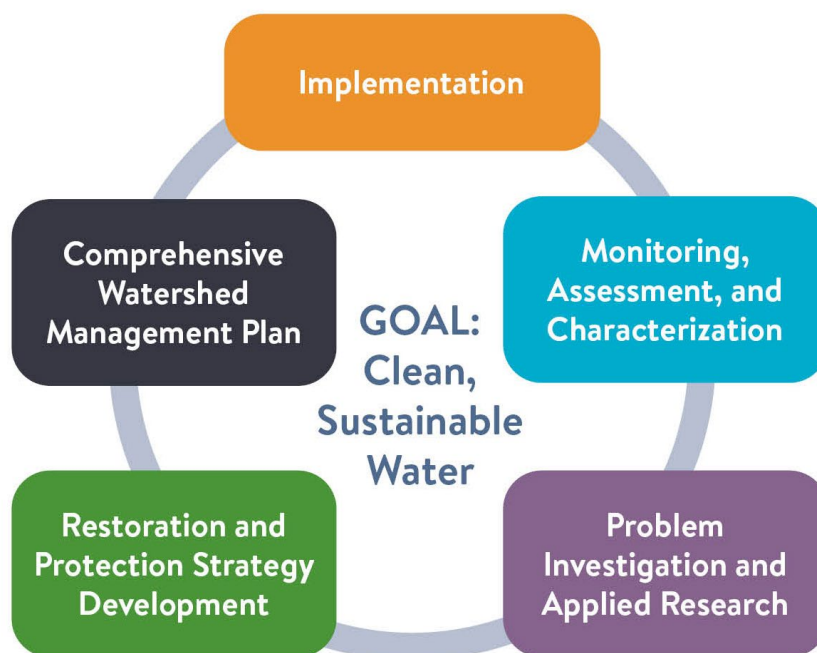 Implementation
Monitoring,
Assessment, and
Characterization
Problem
Investigation and
Applied Research
Restoration and
Protection Strategy
Development
Comprehensive
Watershed
Management Plan
GOAL:
Clean,
Sustainable
Water